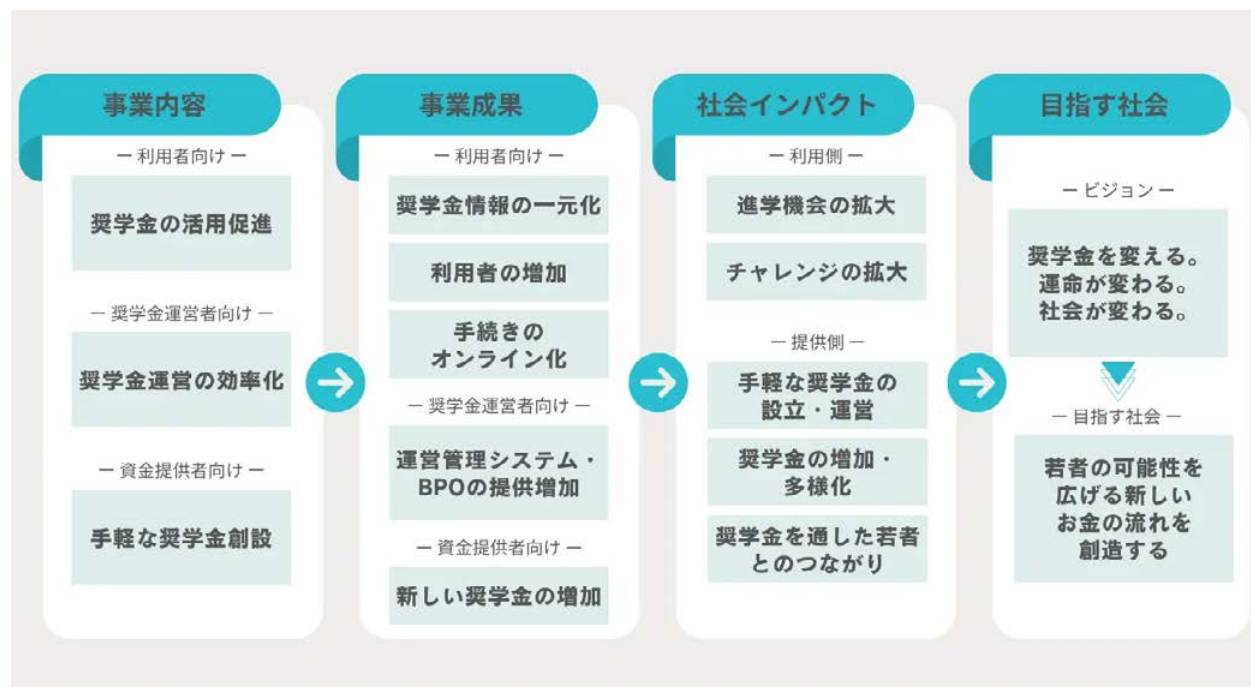 事業内容
ー 利用者向け ー
奨学金の活用促進
ー 奨学金運営者向け ー
奨学金運営の効率化
ー 資金提供者向け ー
手軽な奨学金創設
事業成果
ー 利用者向け ー
奨学金情報の一元化
利用者の増加
手続きの
オンライン化
ー 奨学金運営者向け ー
運営管理システム・
BPOの提供増加
ー 資金提供者向け ー
新しい奨学金の増加
社会インパクト
ー 利用側 ー
進学機会の拡大
チャレンジの拡大
ー 提供側 ー
手軽な奨学金の
設立・運営
奨学金の増加・
多様化
奨学金を通した若者
とのつながり
目指す社会
ー ビジョン ー
奨学金を変える。
運命が変わる。
社会が変わる。
ー 目指す社会 ー
若者の可能性を
広げる新しい
お金の流れを
創造する